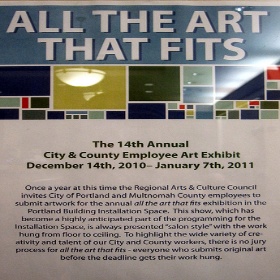 ALL THE ART
THAT FITS
The 14th Annual
City & County Employee Art Exhibit
December 14th, 2010– January 7th, 2011
Once a year at this time the Regional Arts & Culture Council
invites City of Portland and Multnomah County employees to
submit artwork for the annual all the art that fits exhibition in the
Portland Building Installation Space. This show, which has
become a highly anticipated part of the programming for the
Installation Space, is always presented "salon style" with the work
hung from floor to ceiling. To highlight the wide variety of cre-
ativity and talent of our City and County workers, there is no jury
process for all the art that fits - everyone who submits original art
before the deadline gets their work hung.